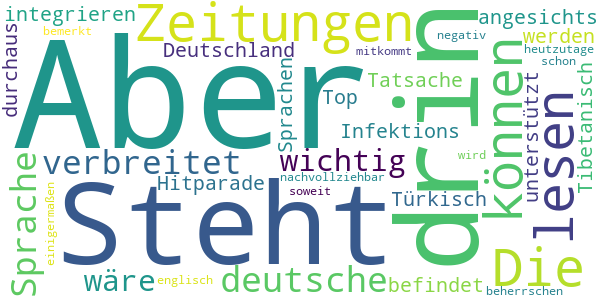 integrieren
bemerkt
Zeitungen
angesichts
negativ
werden
durchaus
Aber
Deutschland
mitkommt
heutzutage
schon
drin
Können
Sprachen
Top
Tatsache
unterstützt
lesen
Tibetanisch
Infektions
verbreitet
wichtig
wird
Sprache
einigermaßen
Steht
Hitparade
nachvollziehbar
soweit
Türkisch
wäre
englisch
deutsche
befindet
Die
beherrschen